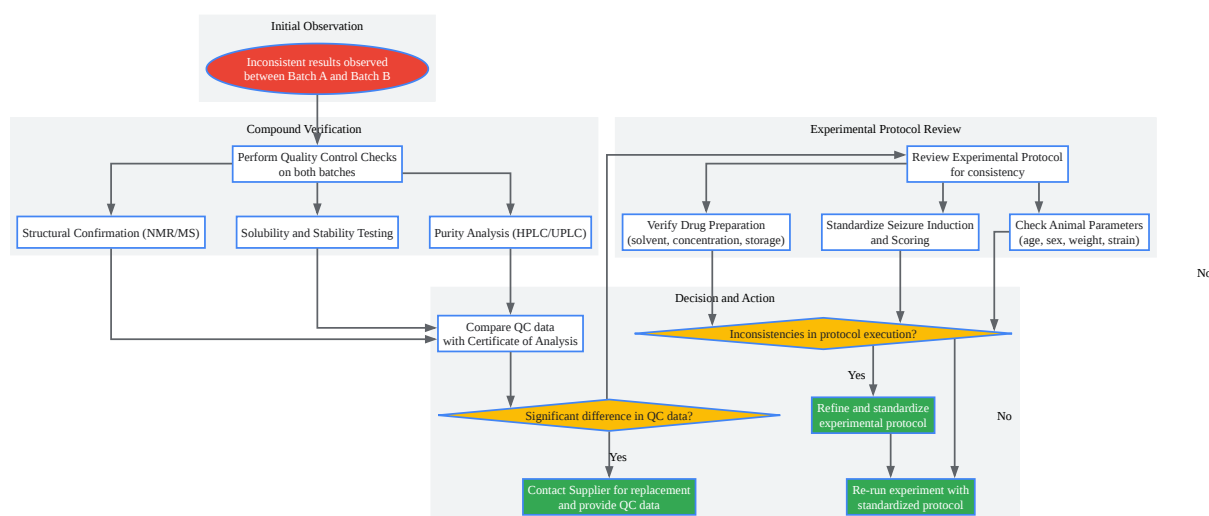 Initial Observation
Inconsistent results observed
between Batch A and Batch B
Compound Verification
Perform Quality Control Checks
on both batches
Structural Confirmation (NMR/MS)
Solubility and Stability Testing
Purity Analysis (HPLC/UPLC)
Experimental Protocol Review
Review Experimental Protocol
for consistency
Verify Drug Preparation
(solvent, concentration, storage)
Standardize Seizure Induction
and Scoring
Check Animal Parameters
(age, sex, weight, strain)
Decision and Action
Compare QC data
with Certificate of Analysis
Inconsistencies in protocol execution?
Significant difference in QC data?
Yes
Refine and standardize
experimental protocol
No
Yes
Contact Supplier for replacement
and provide QC data
Re-run experiment with
standardized protocol